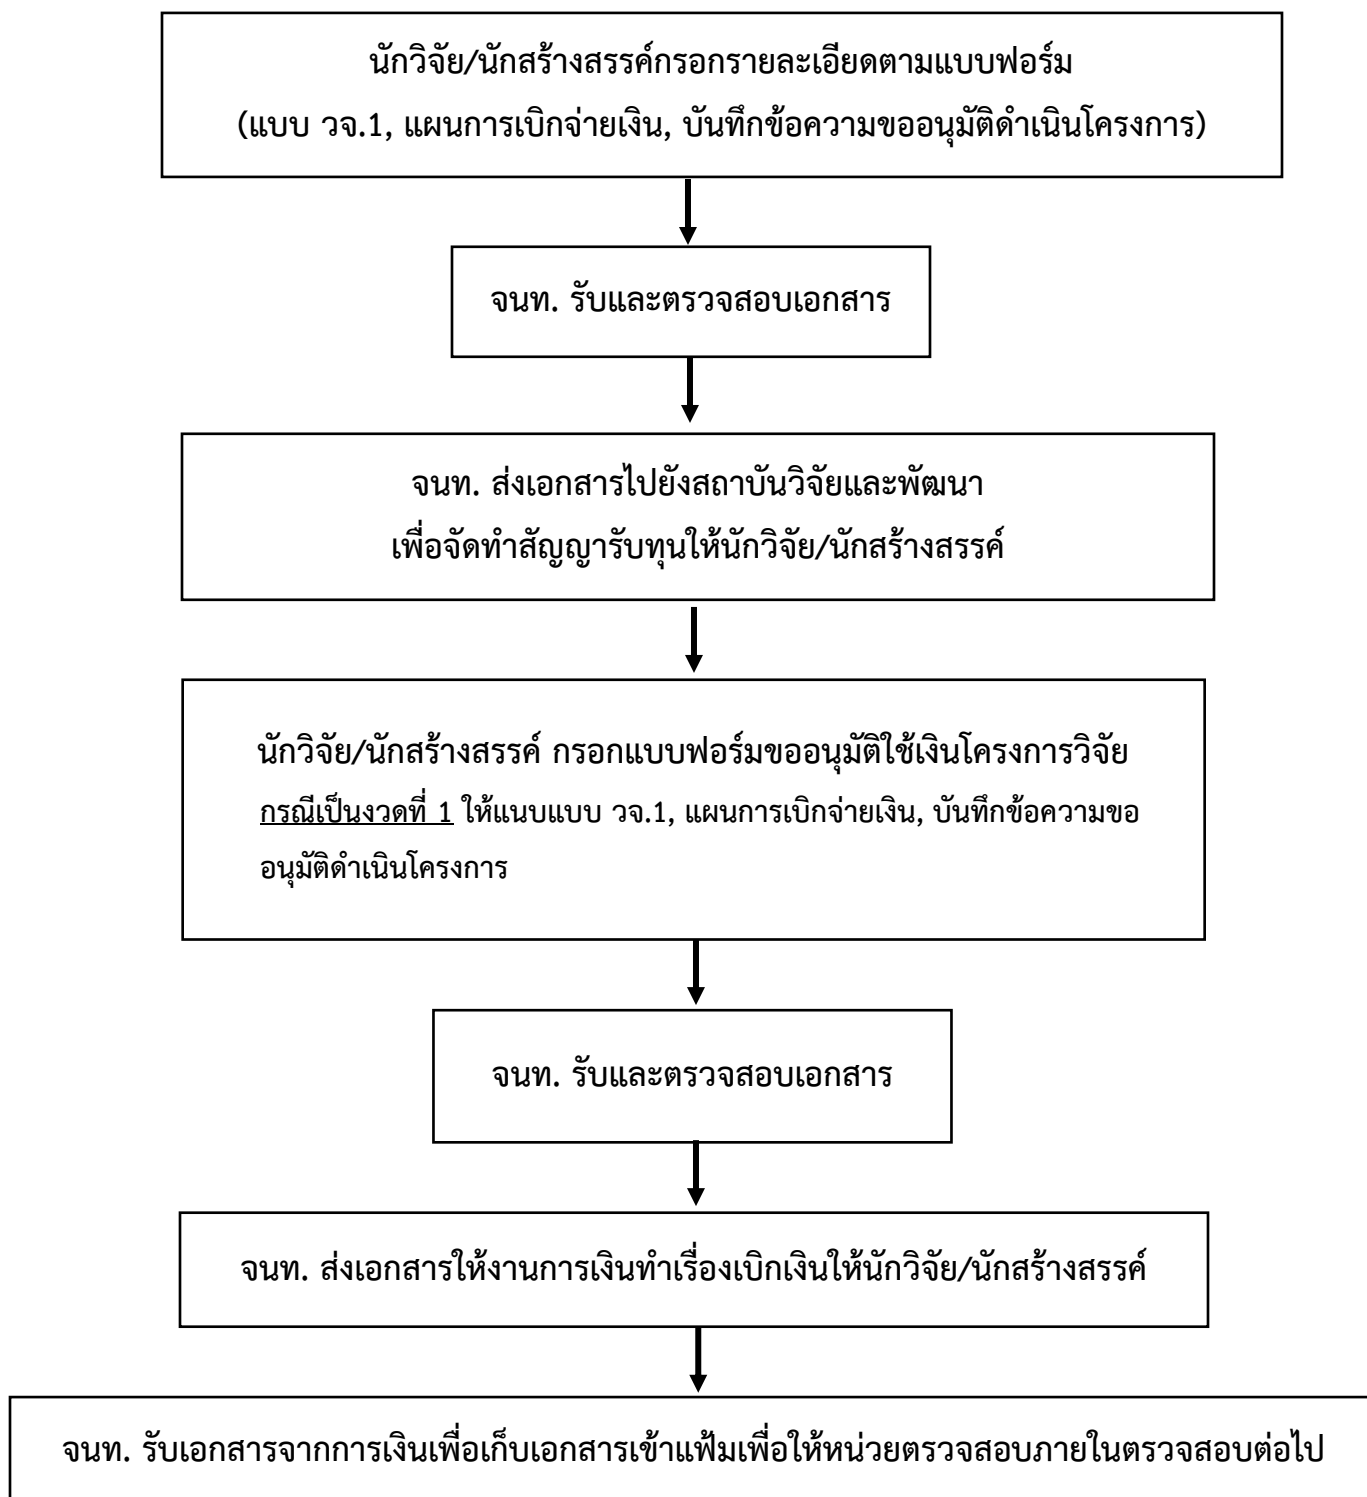 นักวิจัย/นักสร้างสรรค์กรอกรายละเอียดตามแบบฟอร์ม
(แบบ วจ.1, แผนการเบิกจ่ายเงิน, บันทึกข้อความขออนุมัติดำเนินโครงการ)
จนท. รับและตรวจสอบเอกสาร
จนท. ส่งเอกสารไปยังสถาบันวิจัยและพัฒนา
เพื่อจัดทำสัญญารับทุนให้นักวิจัย/นักสร้างสรรค์
นักวิจัย/นักสร้างสรรค์ กรอกแบบฟอร์มขออนุมัติใช้เงินโครงการวิจัย
กรณีเป็นงวดที่ 1 ให้แนบแบบ วจ.1, แผนการเบิกจ่ายเงิน, บันทึกข้อความขอ
อนุมัติดำเนินโครงการ
จนท. รับและตรวจสอบเอกสาร
จนท. ส่งเอกสารให้งานการเงินทำเรื่องเบิกเงินให้นักวิจัย/นักสร้างสรรค์
จนท. รับเอกสารจากการเงินเพื่อเก็บเอกสารเข้าแฟ้มเพื่อให้หน่วยตรวจสอบภายในตรวจสอบต่อไป